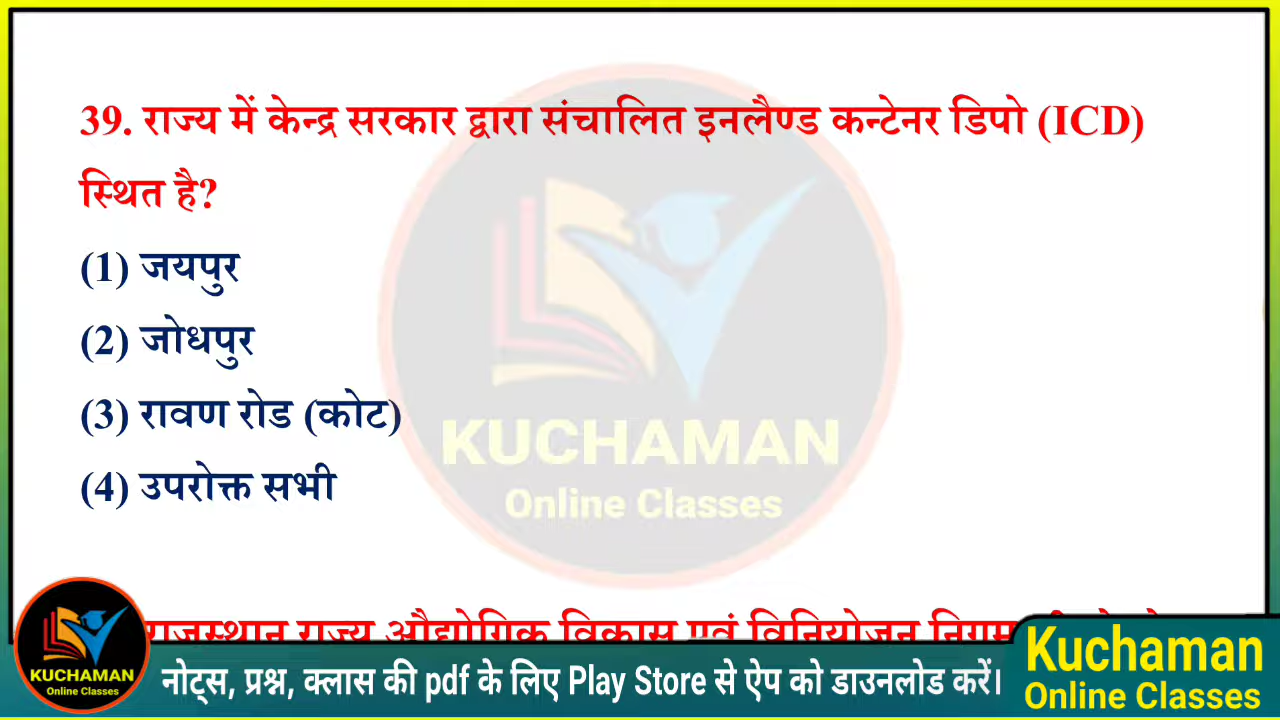 39. राज्य में केन्द्र सरकार द्वारा संचालित इनलैण्ड कन्टेनर डिपो (ICD)
स्थित है?
(1) जयपुर
(2) जोधपुर
(3) रावण रोड (कोट)
(4) उपरोक्त सभी
KUCHAMAN
Online Classes
राजस्थान राज्य औद्योगिक विकास एवं विनियोजन निगम
KUCHAMAN
Online Classes
नोट्स, प्रश्न, क्लास की pdf के लिए Play Store से ऐप को डाउनलोड करें।
Kuchaman
Online Classes